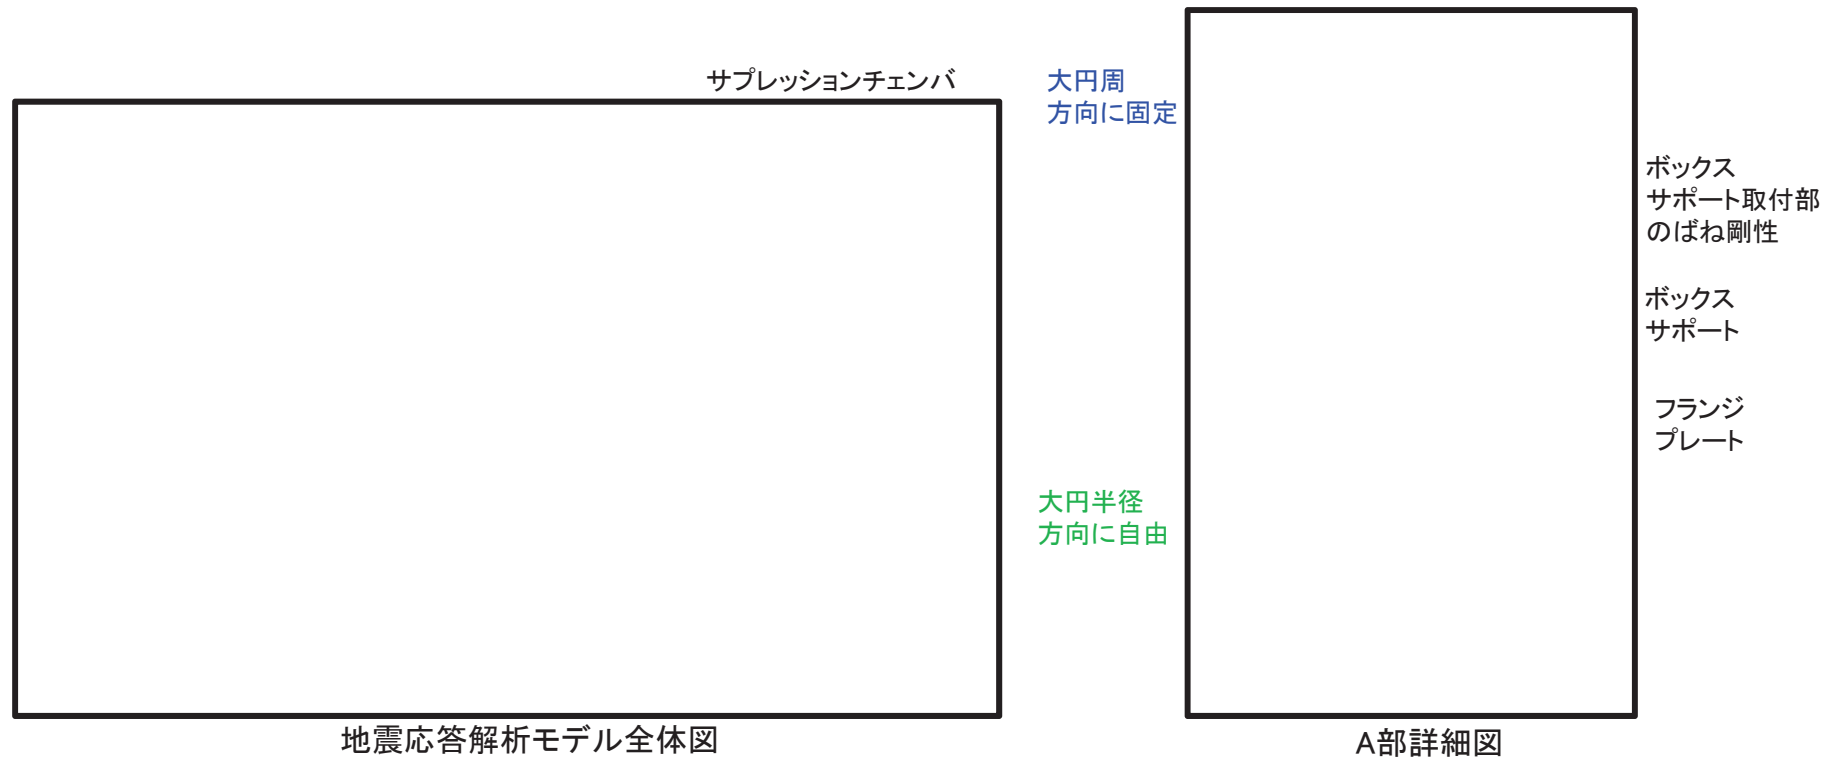 サプレッションチェンバ
地震応答解析モデル全体図
大円周
方向に固定
大円半径
方向に自由
ボックス
サポート取付部
のばね剛性
ボックス
サポート
フランジ
プレート
A部詳細図